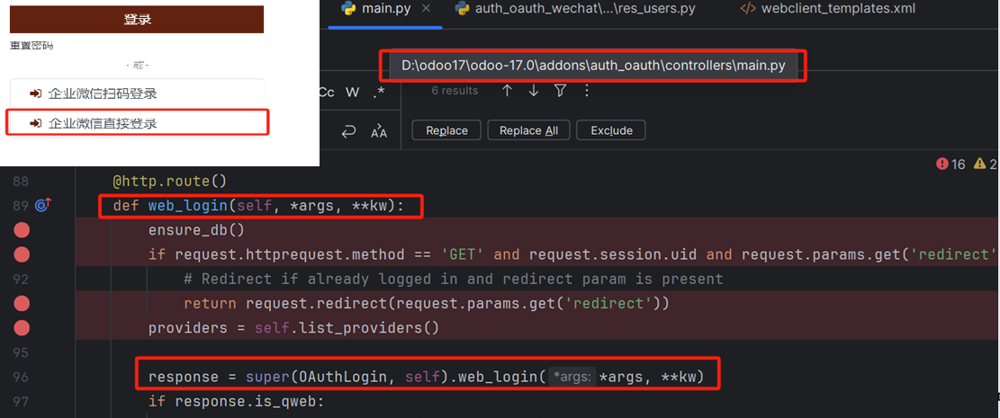 登录
重置密码
- 或 -
企业微信扫码登录
企业微信直接登录
main.py
auth_oauth_wechat\...\res_users.py
webclient_templates.xml
D:\odoo17\odoo-17.0\addons\auth_oauth\controllers\main.py
Cc W .*
6 results
Replace
Replace All
Exclude
16
2
88 @http.route()
89 def web_login(self, *args, **kw):
ensure_db()
if request.httprequest.method == 'GET' and request.session.uid and request.params.get('redirect'
92 # Redirect if already logged in and redirect param is present
return request.redirect(request.params.get('redirect'))
providers = self.list_providers()
95
96 response = super(OAuthLogin, self).web_login( *args: *args, **kw)
97 if response.is_qweb: